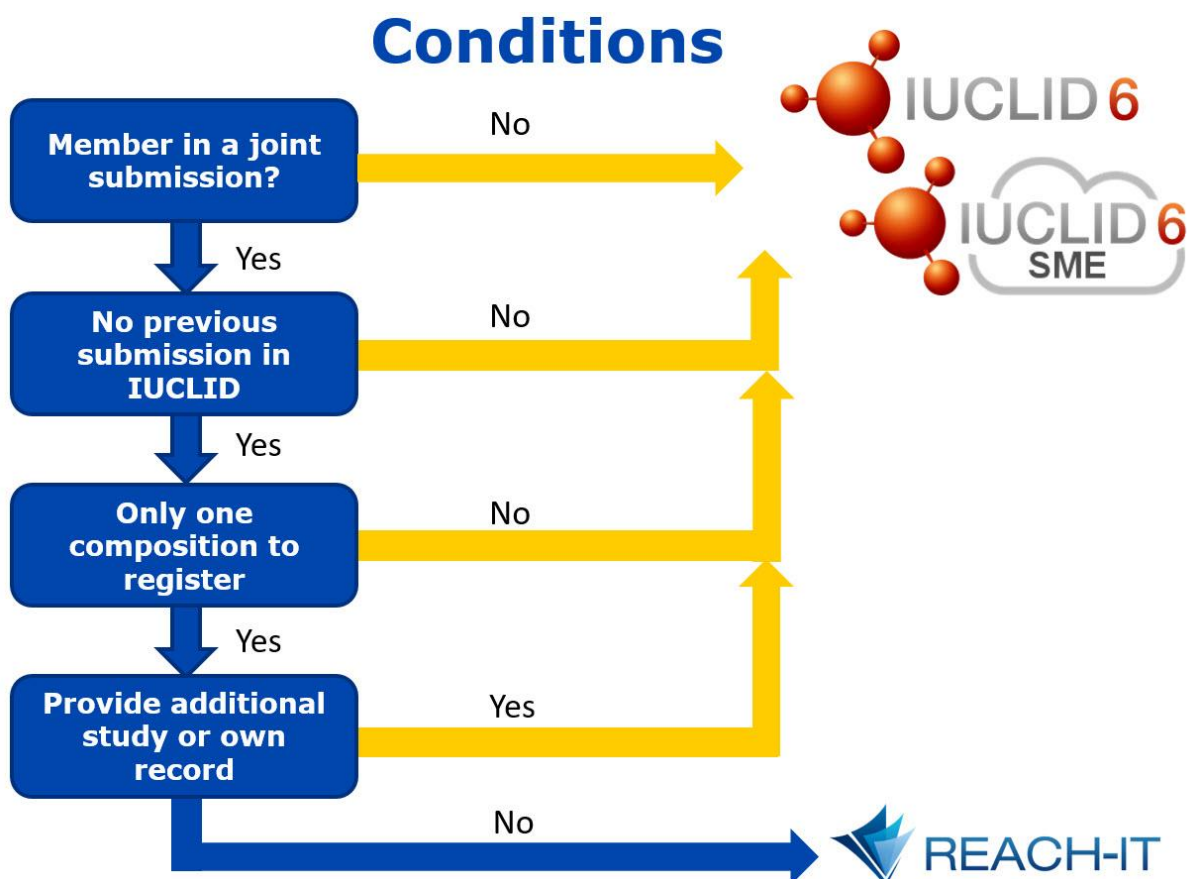 Conditions
IUCLID 6
Member in a joint
submission?
No
IUCLID 6
SME
Yes
No previous
submission in
IUCLID
No
Yes
Only one
composition to
register
No
Yes
Provide additional
study or own
record
Yes
No
REACH-IT